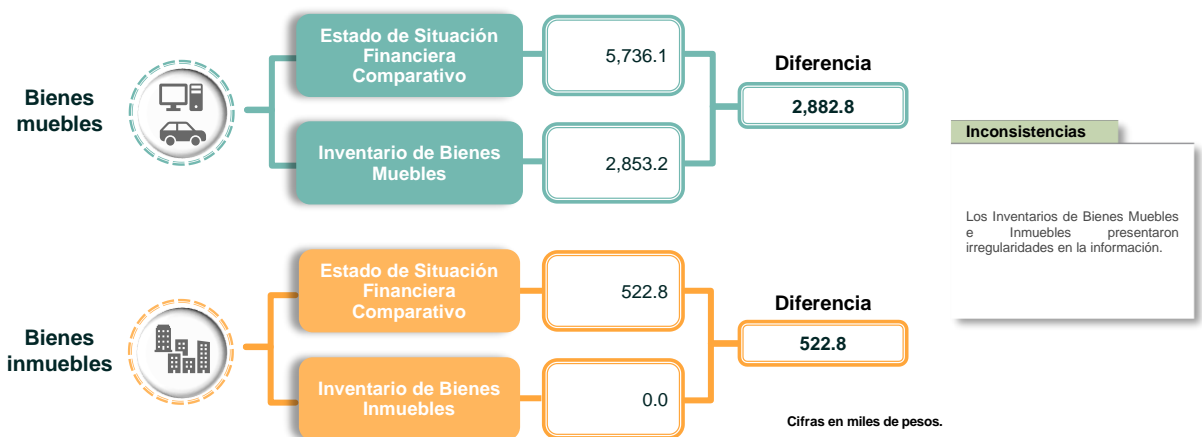 Bienes
muebles
Estado de Situación
Financiera
Comparativo
5,736.1
Inventario de Bienes
Muebles
2,853.2
Diferencia
2,882.8
Bienes
inmuebles
Estado de Situación
Financiera
Comparativo
522.8
Inventario de Bienes
Inmuebles
0.0
Diferencia
522.8
Cifras en miles de pesos.
Inconsistencias
Los Inventarios de Bienes Muebles
e Inmuebles presentaron
irregularidades en la información.